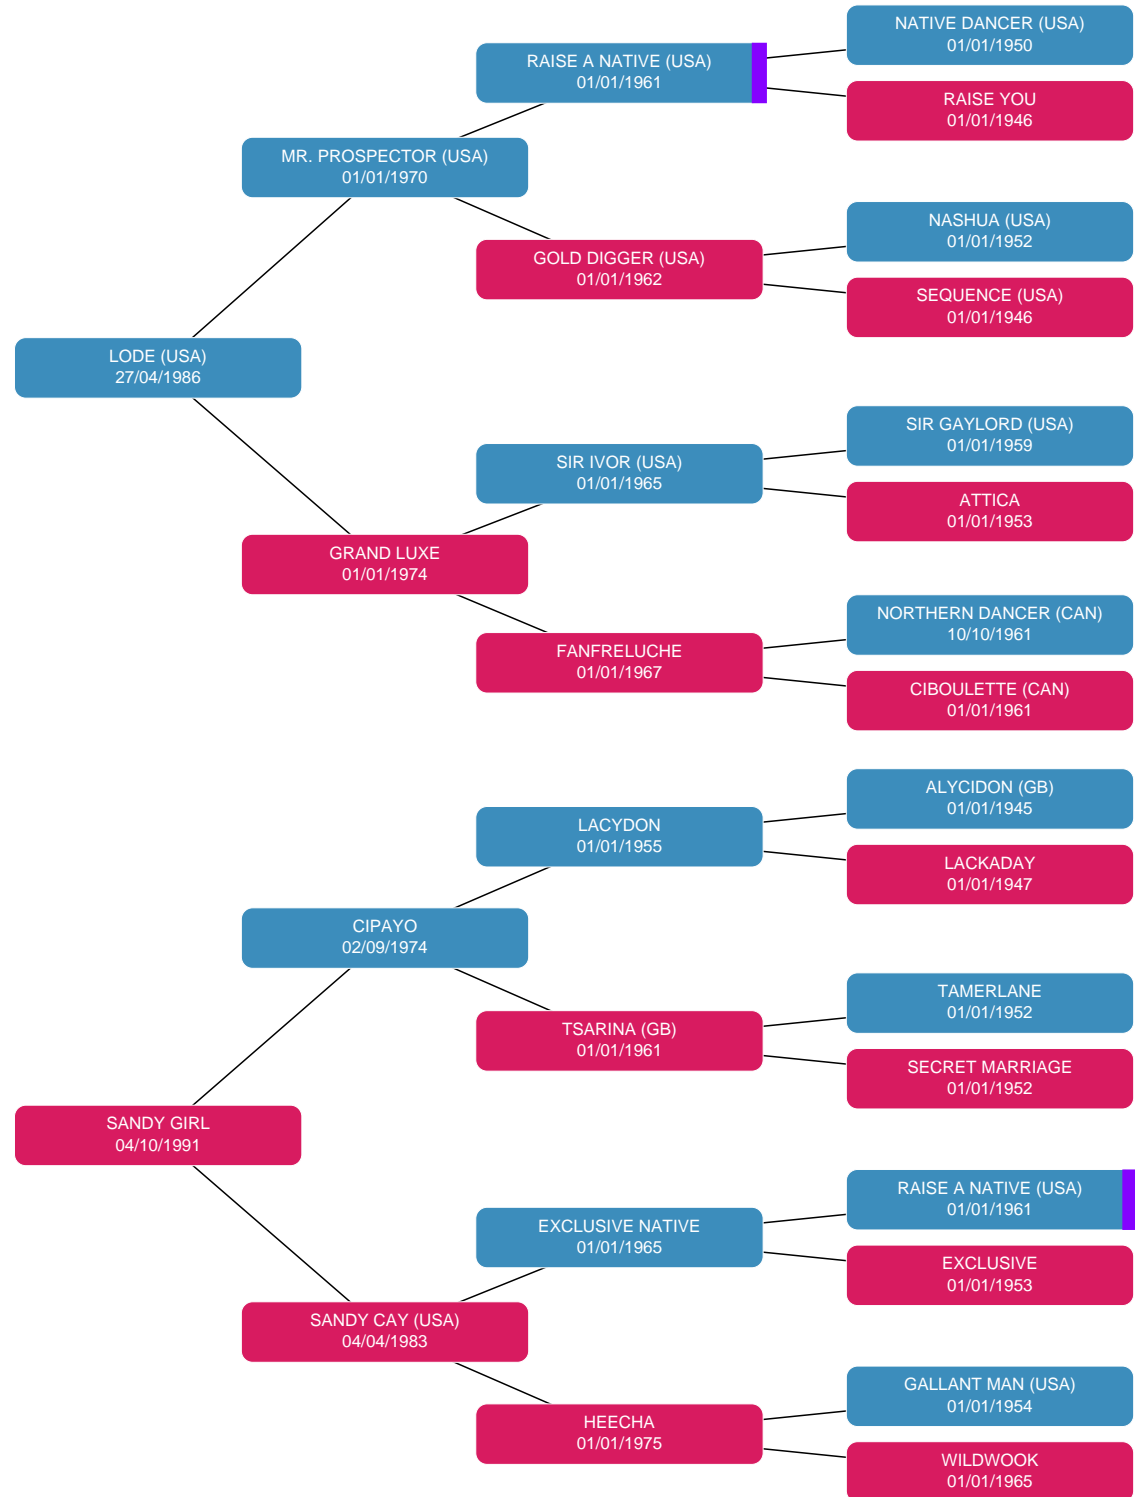 NATIVE DANCER (USA)
01/01/1950
RAISE A NATIVE (USA)
01/01/1961
RAISE YOU
01/01/1946
MR. PROSPECTOR (USA)
01/01/1970
NASHUA (USA)
01/01/1952
GOLD DIGGER (USA)
01/01/1962
SEQUENCE (USA)
01/01/1946
LODE (USA)
27/04/1986
SIR GAYLORD (USA)
01/01/1959
SIR IVOR (USA)
01/01/1965
ATTICA
01/01/1953
GRAND LUXE
01/01/1974
NORTHERN DANCER (CAN)
10/10/1961
FANFRELUCHE
01/01/1967
CIBOULETTE (CAN)
01/01/1961
ALYCIDON (GB)
01/01/1945
LACYDON
01/01/1955
LACKADAY
01/01/1947
CIPAYO
02/09/1974
TAMERLANE
01/01/1952
TSARINA (GB)
01/01/1961
SECRET MARRIAGE
01/01/1952
SANDY GIRL
04/10/1991
RAISE A NATIVE (USA)
01/01/1961
EXCLUSIVE NATIVE
01/01/1965
EXCLUSIVE
01/01/1953
SANDY CAY (USA)
04/04/1983
GALLANT MAN (USA)
01/01/1954
HEECHA
01/01/1975
WILDWOOK
01/01/1965